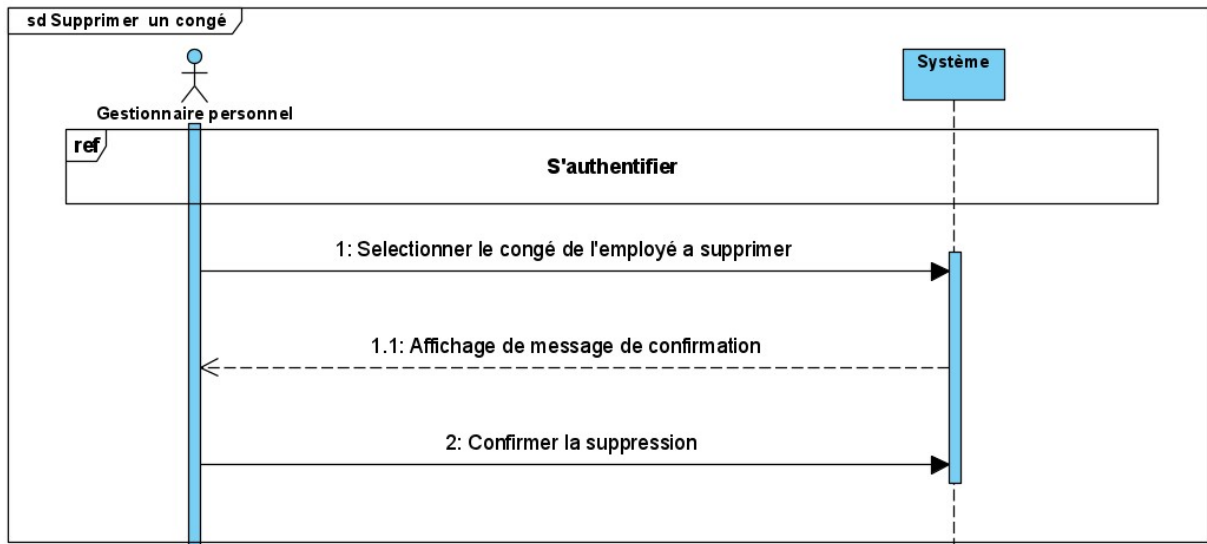 sd Supprimer un congé
Système
Gestionnaire personnel
ref
S'authentifier
1: Selectionner le congé de l'employé a supprimer
1.1: Affichage de message de confirmation
2: Confirmer la suppression